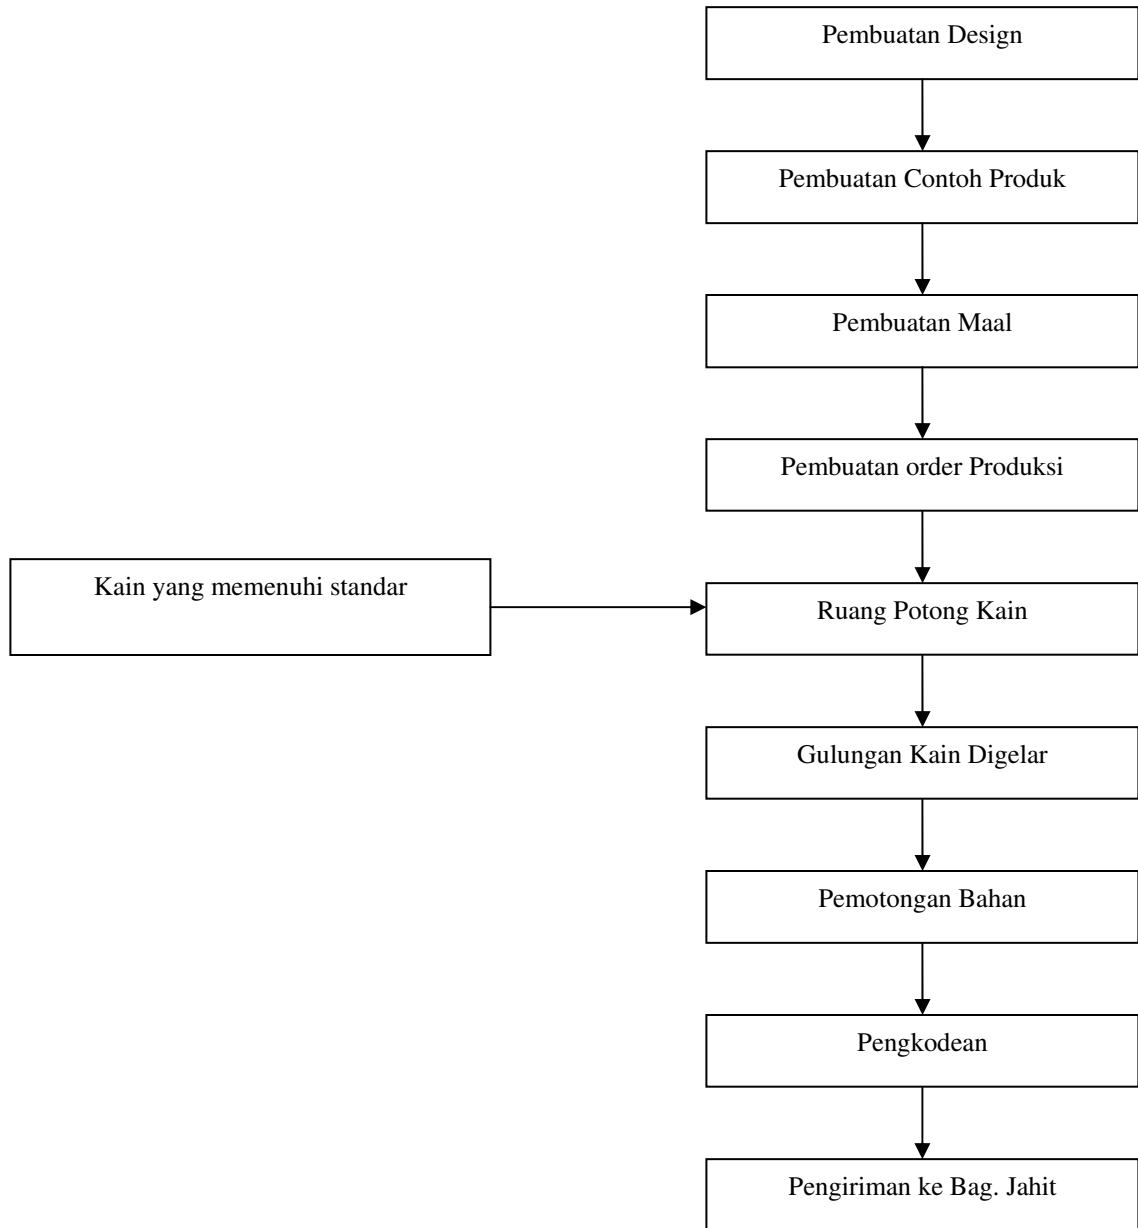 Pembuatan Design
Pembuatan Contoh Produk
Pembuatan Maal
Pembuatan order Produksi
Kain yang memenuhi standar
Ruang Potong Kain
Gulungan Kain Digelar
Pemotongan Bahan
Pengkodean
Pengiriman ke Bag. Jahit